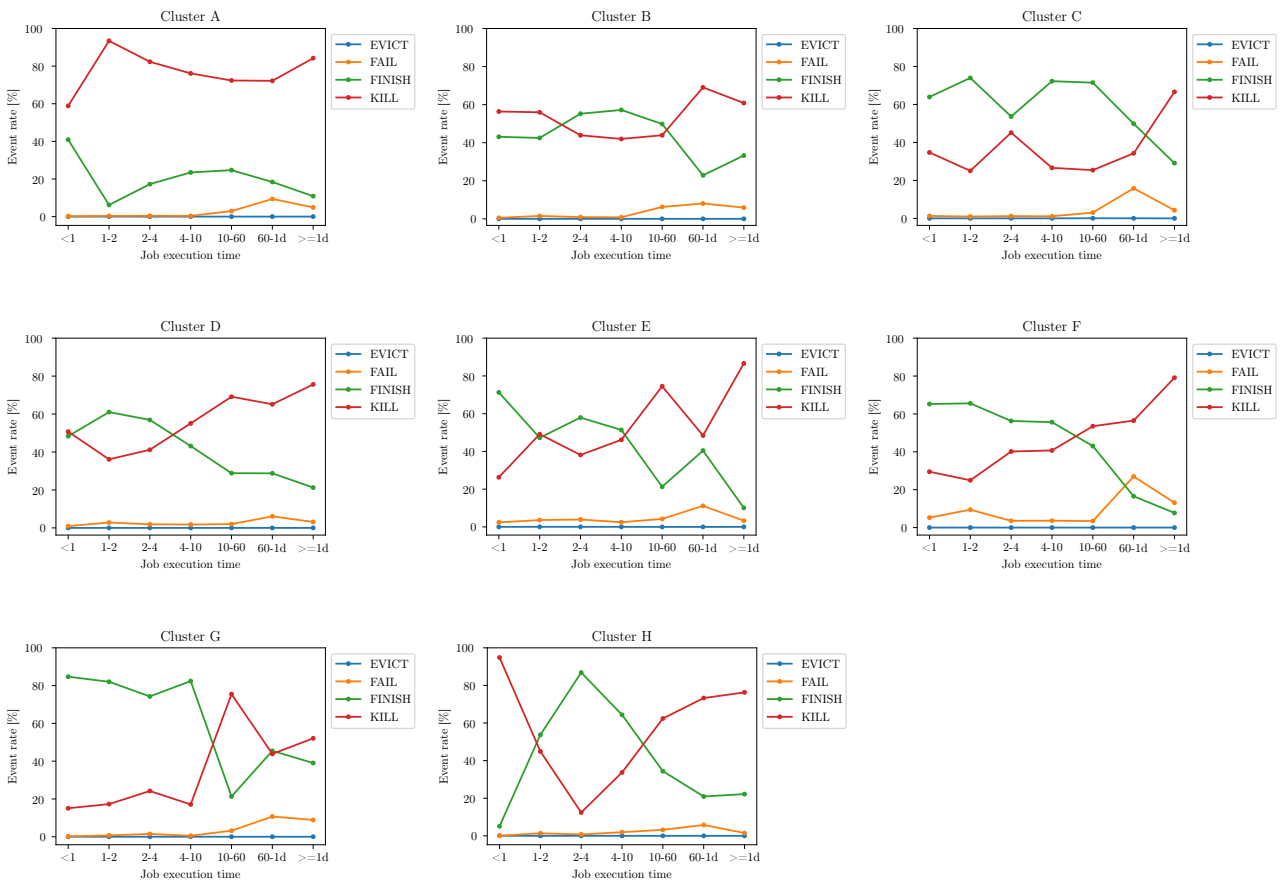 Cluster A
100
80
60
40
20
0
Event rate [%]
<1 1-2 2-4 4-10 10-60 60-1d >=1d
Job execution time
EVICT
FAIL
FINISH
KILL
Cluster B
100
80
60
40
20
0
Event rate [%]
<1 1-2 2-4 4-10 10-60 60-1d >=1d
Job execution time
EVICT
FAIL
FINISH
KILL
Cluster C
100
80
60
40
20
0
Event rate [%]
<1 1-2 2-4 4-10 10-60 60-1d >=1d
Job execution time
EVICT
FAIL
FINISH
KILL
Cluster D
100
80
60
40
20
0
Event rate [%]
<1 1-2 2-4 4-10 10-60 60-1d >=1d
Job execution time
EVICT
FAIL
FINISH
KILL
Cluster E
100
80
60
40
20
0
Event rate [%]
<1 1-2 2-4 4-10 10-60 60-1d >=1d
Job execution time
EVICT
FAIL
FINISH
KILL
Cluster F
100
80
60
40
20
0
Event rate [%]
<1 1-2 2-4 4-10 10-60 60-1d >=1d
Job execution time
EVICT
FAIL
FINISH
KILL
Cluster G
100
80
60
40
20
0
Event rate [%]
<1 1-2 2-4 4-10 10-60 60-1d >=1d
Job execution time
EVICT
FAIL
FINISH
KILL
Cluster H
100
80
60
40
20
0
Event rate [%]
<1 1-2 2-4 4-10 10-60 60-1d >=1d
Job execution time
EVICT
FAIL
FINISH
KILL